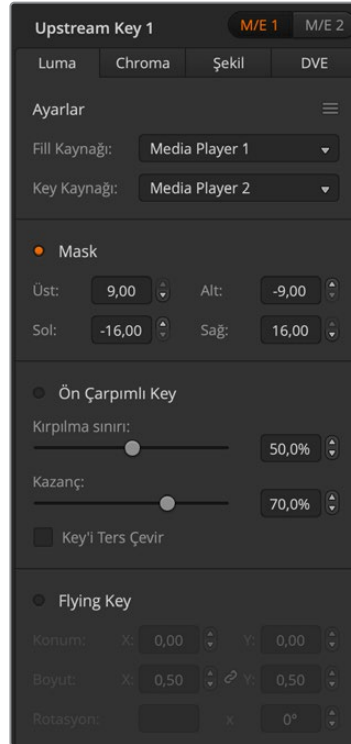 Upstream Key 1 M/E 1 M/E 2
Luma Chroma Şekil DVE
Ayarlar
Fill Kaynağı: Media Player 1
Key Kaynağı: Media Player 2
Mask
Üst: 9,00 Alt: -9,00
Sol: -16,00 Sağ: 16,00
Ön Çarpımlı Key
Kırpılma sınırı:
50,0%
Kazanç:
70,0%
Key'i Ters Çevir
Flying Key
Konum: X: 0,00 Y: 0,00
Boyut: X: 0,50 Y: 0,50
Rotasyon: x 0°